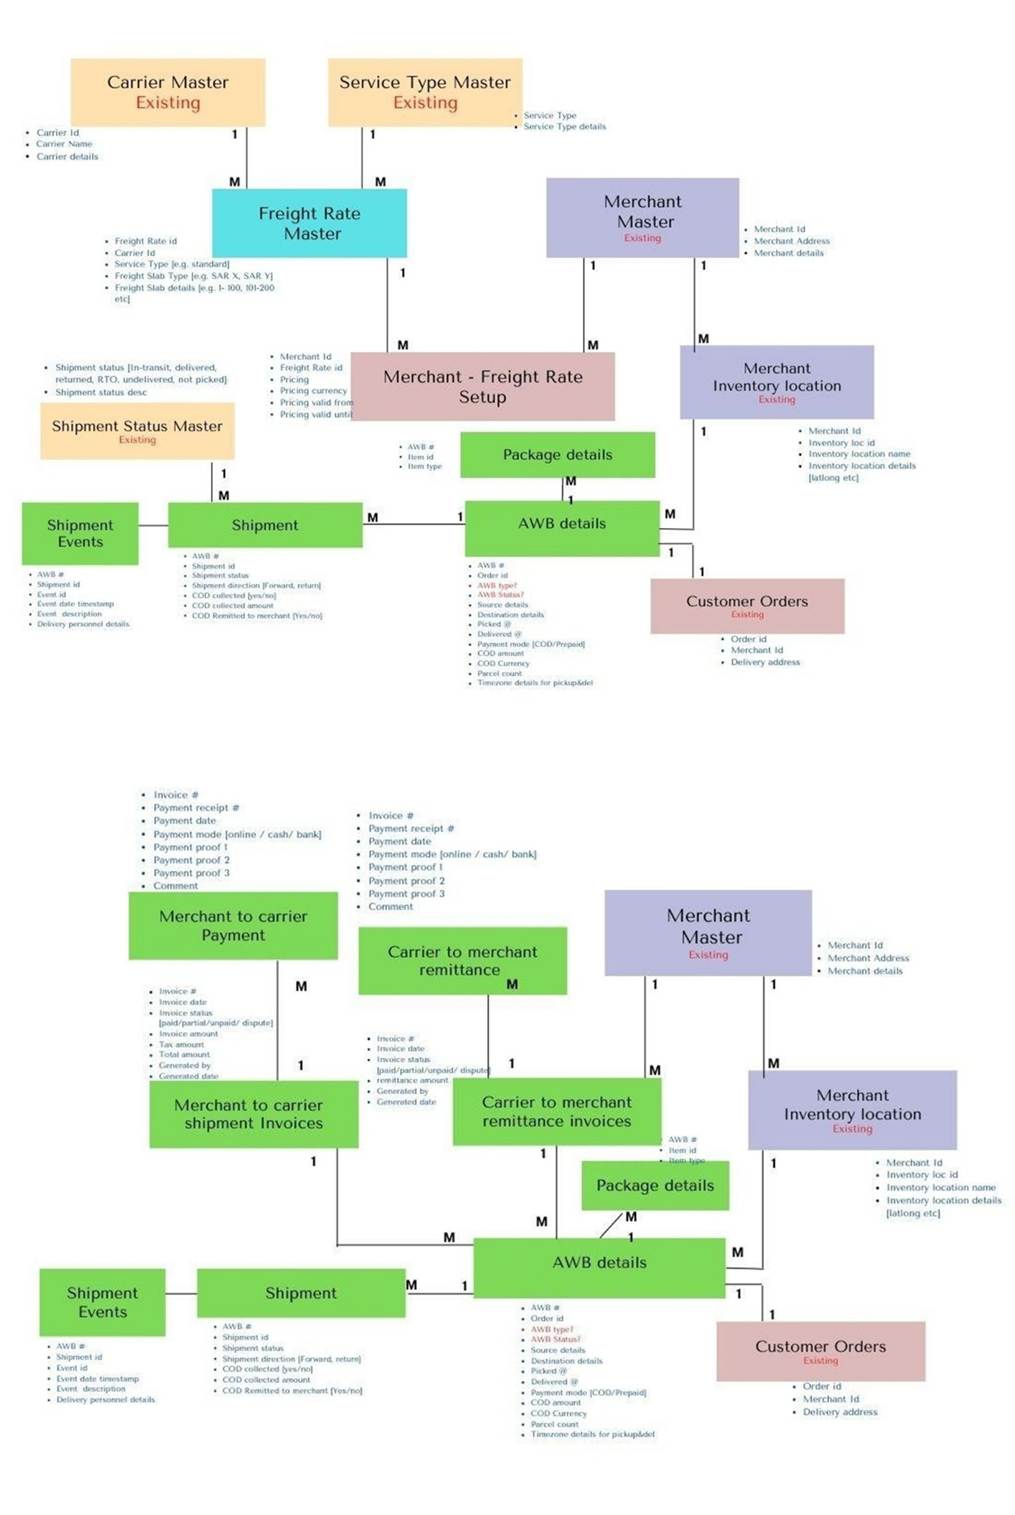 Carrier Master
Existing
Service Type Master
Existing
• Service Type
• Service Type details
• Carrier Id
• Carrier Name
• Carrier details
1
1
M
M
Freight Rate
Master
Merchant
Master
Existing
• Merchant Id
• Merchant Address
• Merchant details
• Freight Rate id
• Carrier Id
• Service Type [e.g. standard]
• Freight Slab Type [e.g. SAR X, SAR Y]
• Freight Slab details [e.g. 1- 100, 101-200
etc]
1
1
1
M
M
M
• Merchant Id
• Freight Rate id
• Pricing
• Pricing currency
• Pricing valid from
• Pricing valid until
Merchant - Freight Rate
Setup
Merchant
Inventory location
Existing
• Shipment status [In-transit, delivered,
returned, RTO, undelivered, not picked]
• Shipment status desc
Shipment Status Master
Existing
• Merchant Id
• Inventory loc id
• Inventory location name
• Inventory location details
[latlong etc]
1
• AWB #
• Item id
• Item type
Package details
1
M
M
1
Shipment
Events
Shipment
M
1
AWB details
M
1
1
• AWB #
• Shipment id
• Event id
• Event date timestamp
• Event description
• Delivery personnel details
• AWB #
• Shipment id
• Shipment status
• Shipment direction [Forward, return]
• COD collected [yes/no]
• COD collected amount
• COD Remitted to merchant [Yes/no]
• AWB #
• Order id
• AWB type?
• AWB Status?
• Source details
• Destination details
• Picked @
• Delivered @
• Payment mode [COD/Prepaid]
• COD amount
• COD Currency
• Parcel count
• Timezone details for pickup&del
Customer Orders
Existing
• Order id
• Merchant Id
• Delivery address
• Invoice #
• Payment receipt #
• Payment date
• Payment mode [online / cash/ bank]
• Payment proof 1
• Payment proof 2
• Payment proof 3
• Comment
• Invoice #
• Payment receipt #
• Payment date
• Payment mode [online / cash/ bank]
• Payment proof 1
• Payment proof 2
• Payment proof 3
• Comment
Merchant to carrier
Payment
Carrier to merchant
remittance
M
Merchant
Master
Existing
• Merchant Id
• Merchant Address
• Merchant details
M
1
1
• Invoice #
• Invoice date
• Invoice status
[paid/partial/unpaid/ dispute]
• Invoice amount
• Tax amount
• Total amount
• Generated by
• Generated date
• Invoice #
• Invoice date
• Invoice status
[paid/partial/unpaid/ dispute]
• remittance amount
• Generated by
• Generated date
1
1
M
M
Merchant to carrier
shipment Invoices
Carrier to merchant
remittance invoices
Merchant
Inventory location
Existing
• AWB #
• Item id
• Item type
1
1
1
• Merchant Id
• Inventory loc id
• Inventory location name
• Inventory location details
[latlong etc]
Package details
M
M
1
M
M
AWB details
Shipment
Events
Shipment
M
1
1
1
• AWB #
• Shipment id
• Event id
• Event date timestamp
• Event description
• Delivery personnel details
• AWB #
• Shipment id
• Shipment status
• Shipment direction [Forward, return]
• COD collected [yes/no]
• COD collected amount
• COD Remitted to merchant [Yes/no]
• AWB #
• Order id
• AWB type?
• AWB Status?
• Source details
• Destination details
• Picked @
• Delivered @
• Payment mode [COD/Prepaid]
• COD amount
• COD Currency
• Parcel count
• Timezone details for pickup&del
Customer Orders
Existing
• Order id
• Merchant Id
• Delivery address